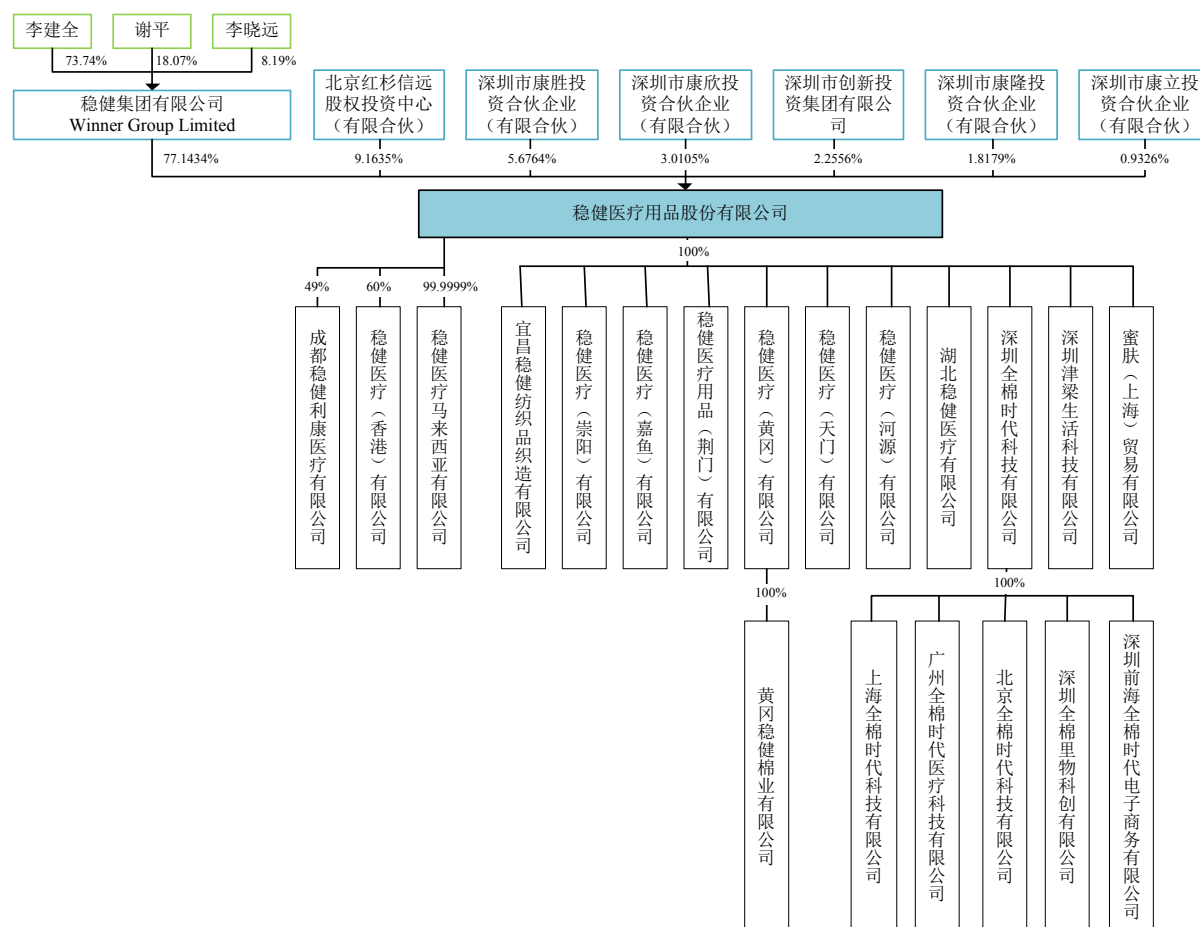 李建全
谢平
李晓远
73.74%
18.07%
8.19%
稳健集团有限公司
Winner Group Limited
北京红杉信远
股权投资中心
（有限合伙）
深圳市康胜投
资合伙企业
（有限合伙）
深圳市康欣投
资合伙企业
（有限合伙）
深圳市创新投
资集团有限公
司
深圳市康隆投
资合伙企业
（有限合伙）
深圳市康立投
资合伙企业
（有限合伙）
77.1434%
9.1635%
5.6764%
3.0105%
2.2556%
1.8179%
0.9326%
稳健医疗用品股份有限公司
100%
49%
60%
99.9999%
成都稳健利康医疗有限公司
稳健医疗（香港）有限公司
稳健医疗马来西亚有限公司
宜昌稳健纺织品织造有限公司
稳健医疗（崇阳）有限公司
稳健医疗（嘉鱼）有限公司
稳健医疗用品（荆门）有限公司
稳健医疗（黄冈）有限公司
稳健医疗（天门）有限公司
稳健医疗（河源）有限公司
湖北稳健医疗有限公司
深圳全棉时代科技有限公司
深圳津梁生活科技有限公司
蜜肤（上海）贸易有限公司
100%
100%
黄冈稳健棉业有限公司
上海全棉时代科技有限公司
广州全棉时代医疗科技有限公司
北京全棉时代科技有限公司
深圳全棉里物科创有限公司
深圳前海全棉时代电子商务有限公司